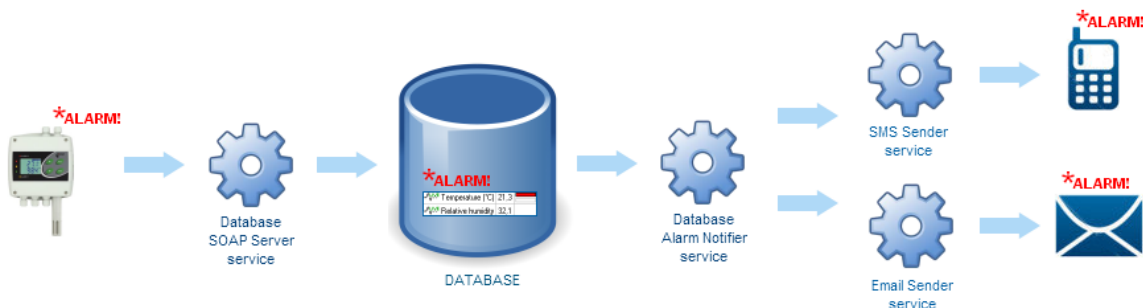 *ALARM!
Database
SOAP Server
service
*ALARM!
Temperature [°C] 21,3
Relative humidity 32,1
DATABASE
Database
Alarm Notifier
service
SMS Sender
service
*ALARM!
Email Sender
service
*ALARM!